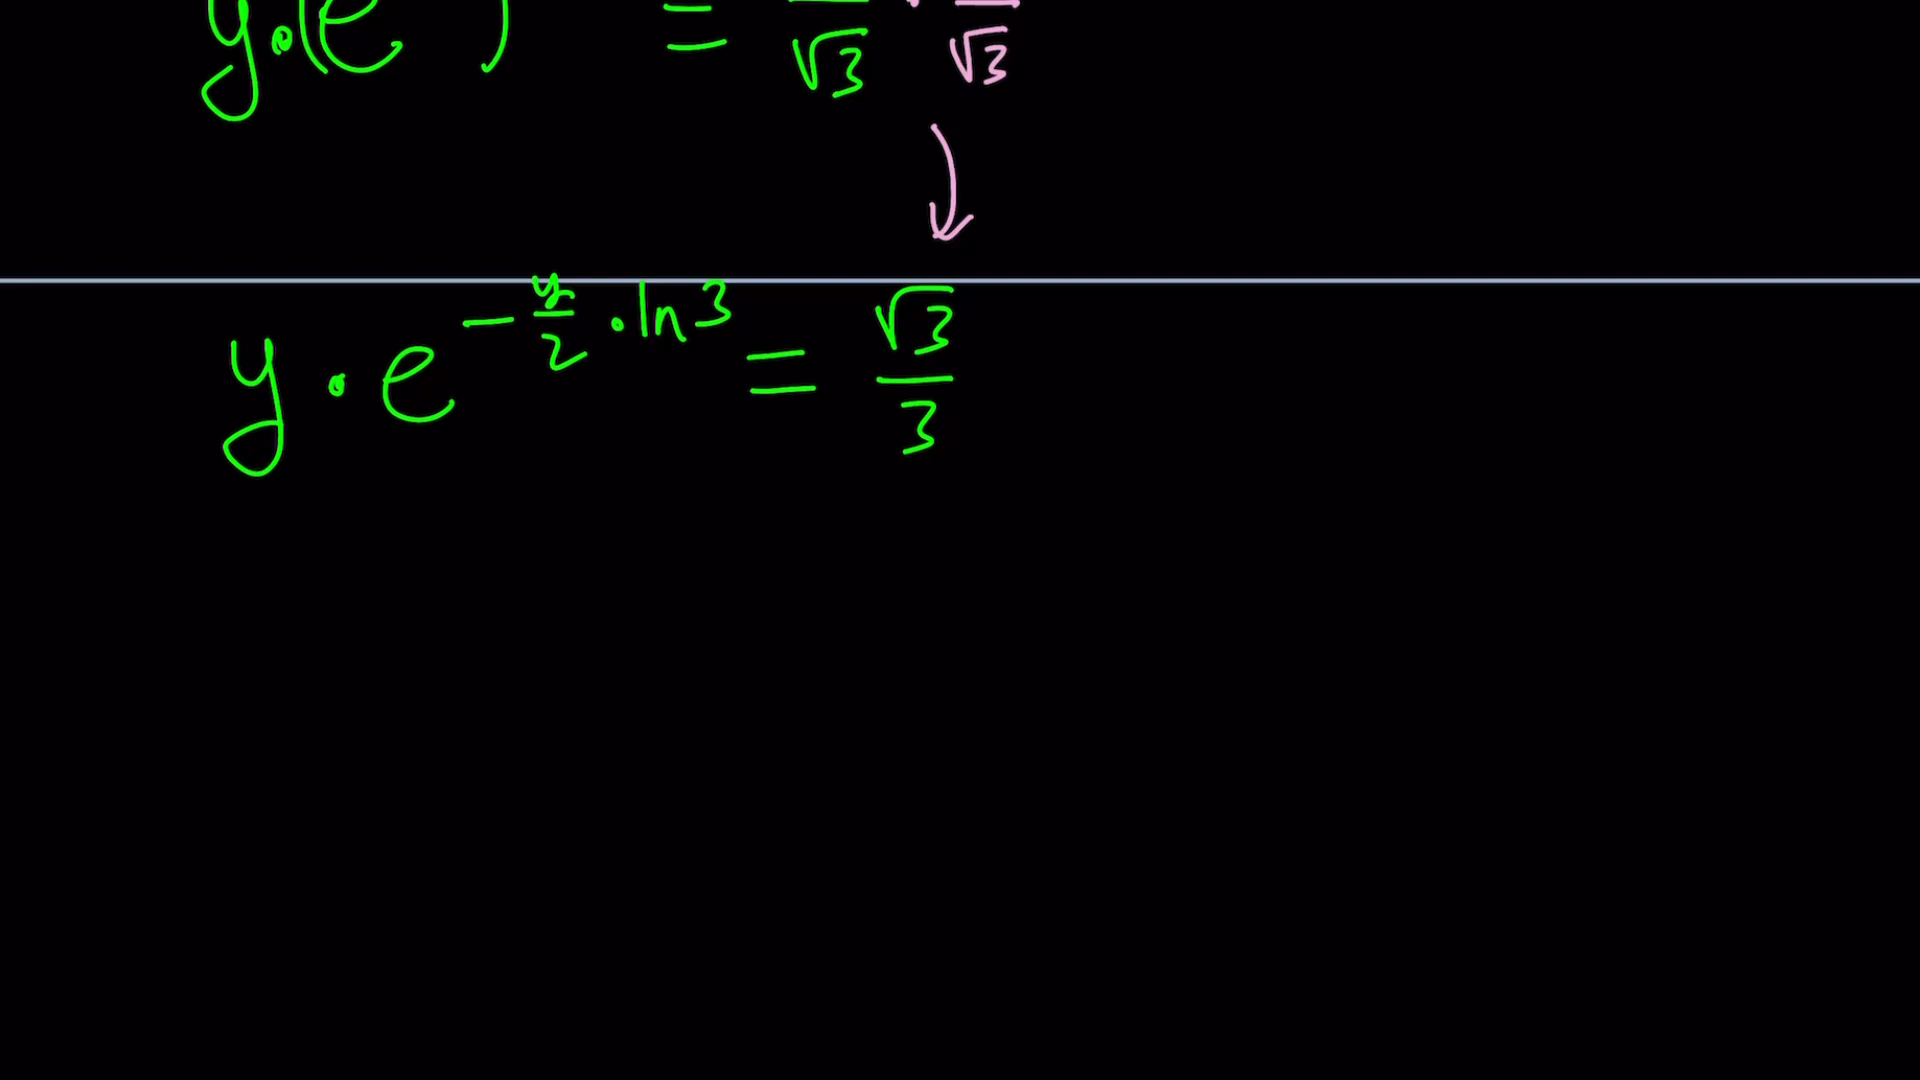 y·(e ) = /√3 · /√3
y · e^(-y/2 · ln3) = √3/3